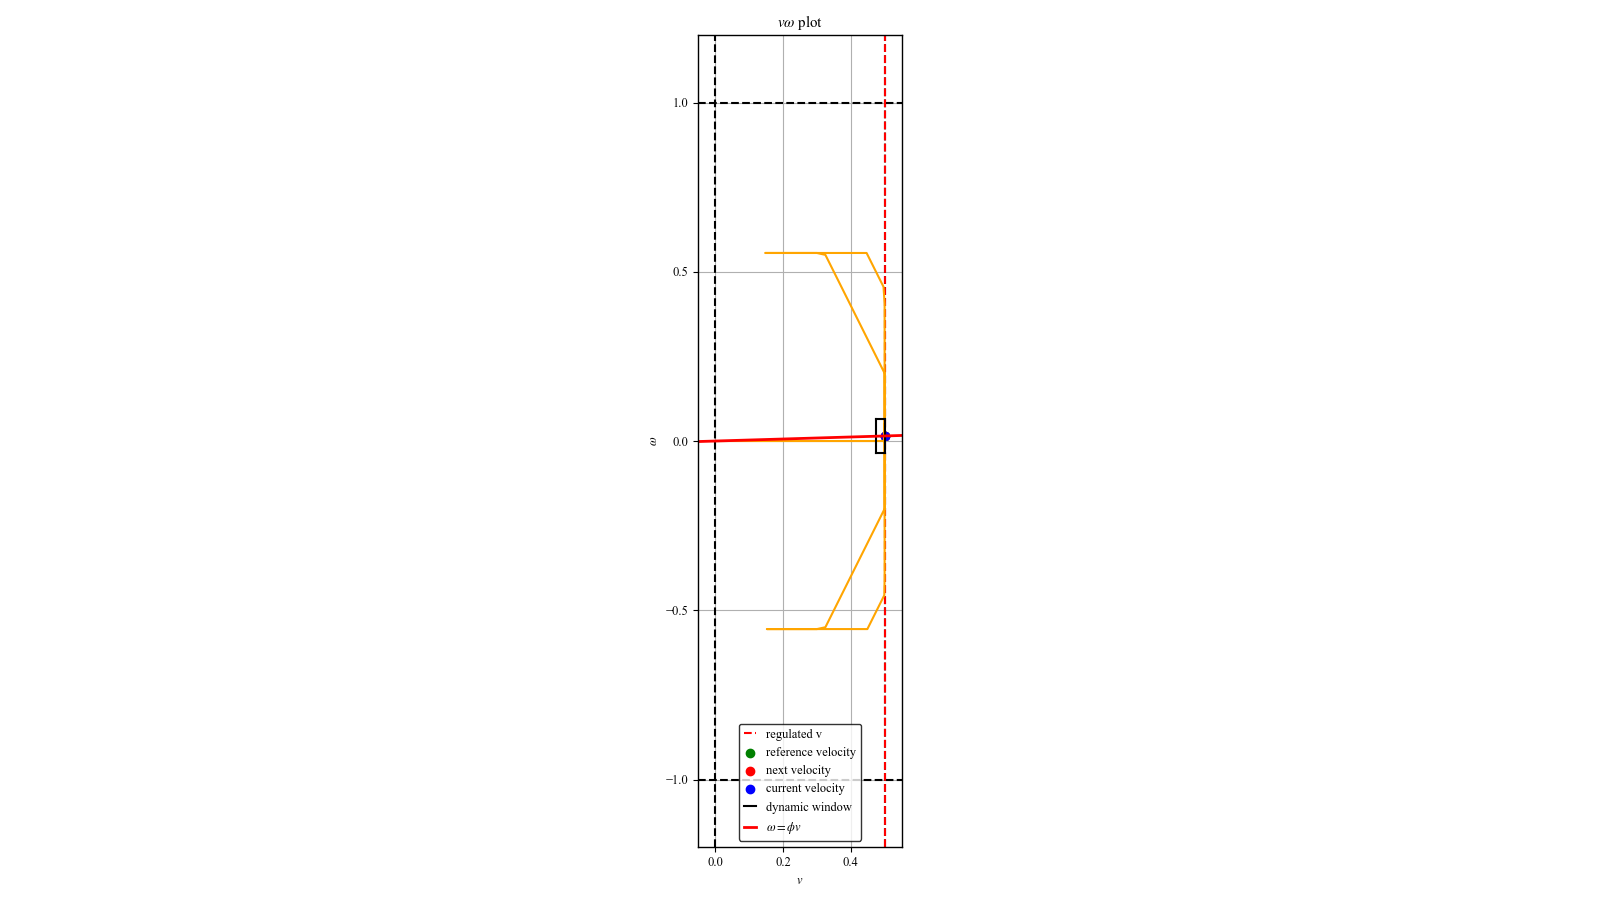 vω plot
1.0
0.5
0.0
−0.5
−1.0
ω
regulated v
reference velocity
next velocity
current velocity
dynamic window
ω = ϕv
0.0 0.2 0.4
v